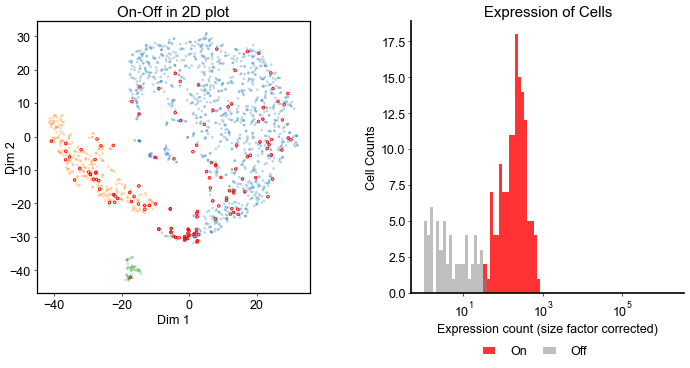 On-Off in 2D plot
30
20
10
0
−10
−20
−30
−40
Dim 2
−40 −20 0 20
Dim 1
Expression of Cells
17.5
15.0
12.5
10.0
7.5
5.0
2.5
0.0
Cell Counts
10¹ 10³ 10⁵
Expression count (size factor corrected)
On Off